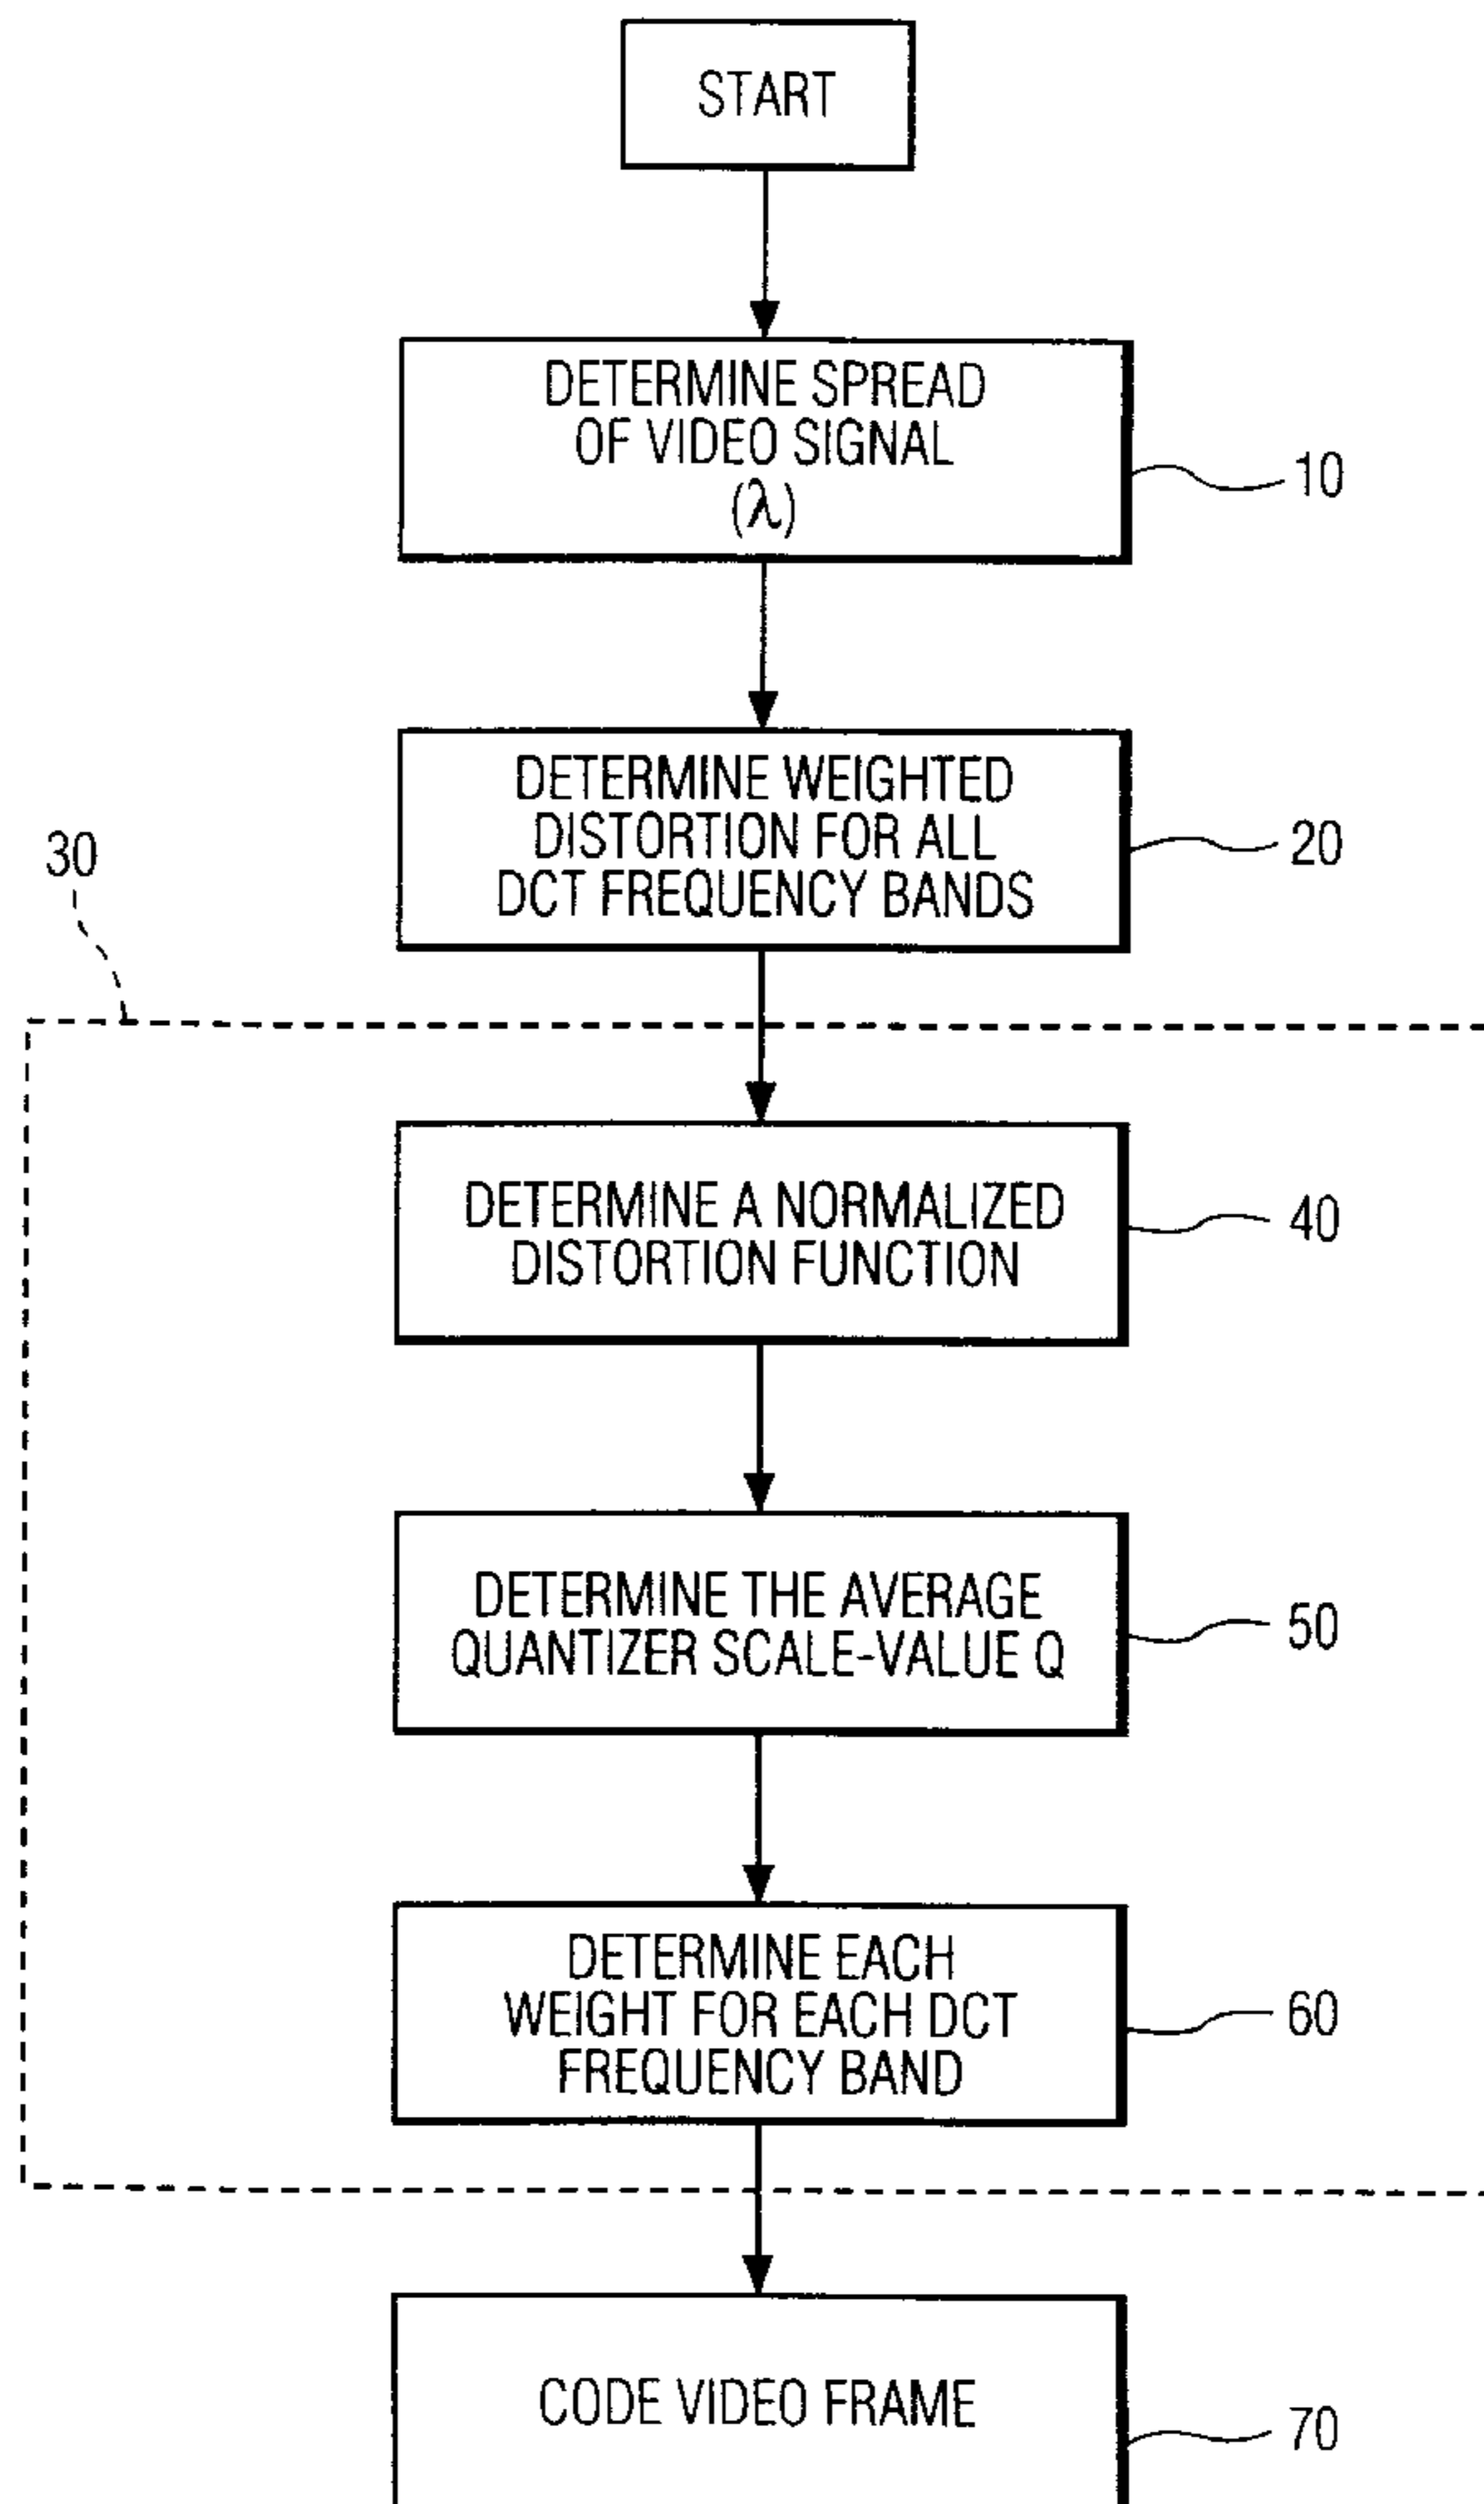 START
DETERMINE SPREAD
OF VIDEO SIGNAL
(λ)
10
DETERMINE WEIGHTED
DISTORTION FOR ALL
DCT FREQUENCY BANDS
20
30
DETERMINE A NORMALIZED
DISTORTION FUNCTION
40
DETERMINE THE AVERAGE
QUANTIZER SCALE-VALUE Q
50
DETERMINE EACH
WEIGHT FOR EACH DCT
FREQUENCY BAND
60
CODE VIDEO FRAME
70